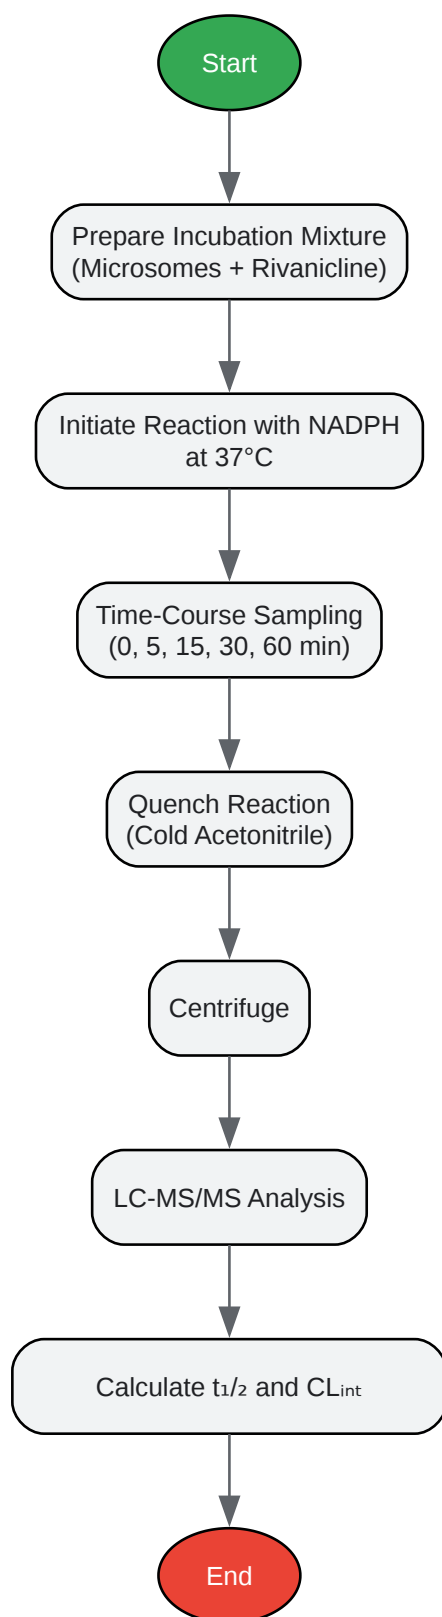 Start
Prepare Incubation Mixture
(Microsomes + Rivanicline)
Initiate Reaction with NADPH
at 37°C
Time-Course Sampling
(0, 5, 15, 30, 60 min)
Quench Reaction
(Cold Acetonitrile)
Centrifuge
LC-MS/MS Analysis
Calculate t₁/₂ and CLᵢₙₜ
End